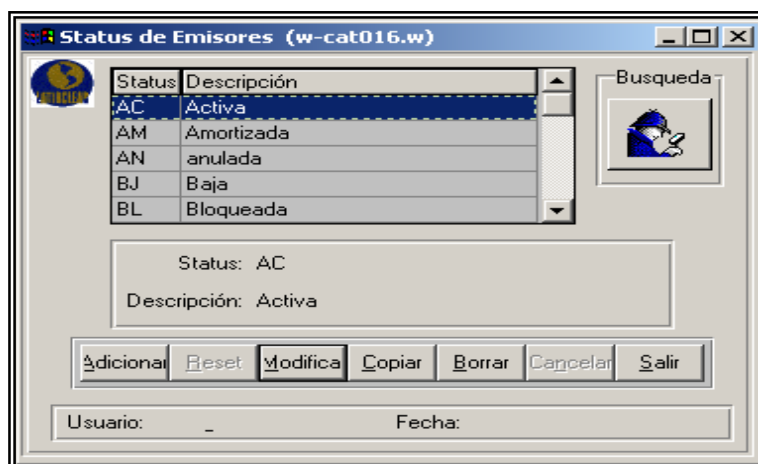 Status de Emisores (w-cat016.w)
Status Descripción
AC Activa
AM Amortizada
AN anulada
BJ Baja
BL Bloqueada
Busqueda
Status: AC
Descripción: Activa
Adicionar Reset Modifica Copiar Borrar Cancelar Salir
Usuario: _ Fecha: